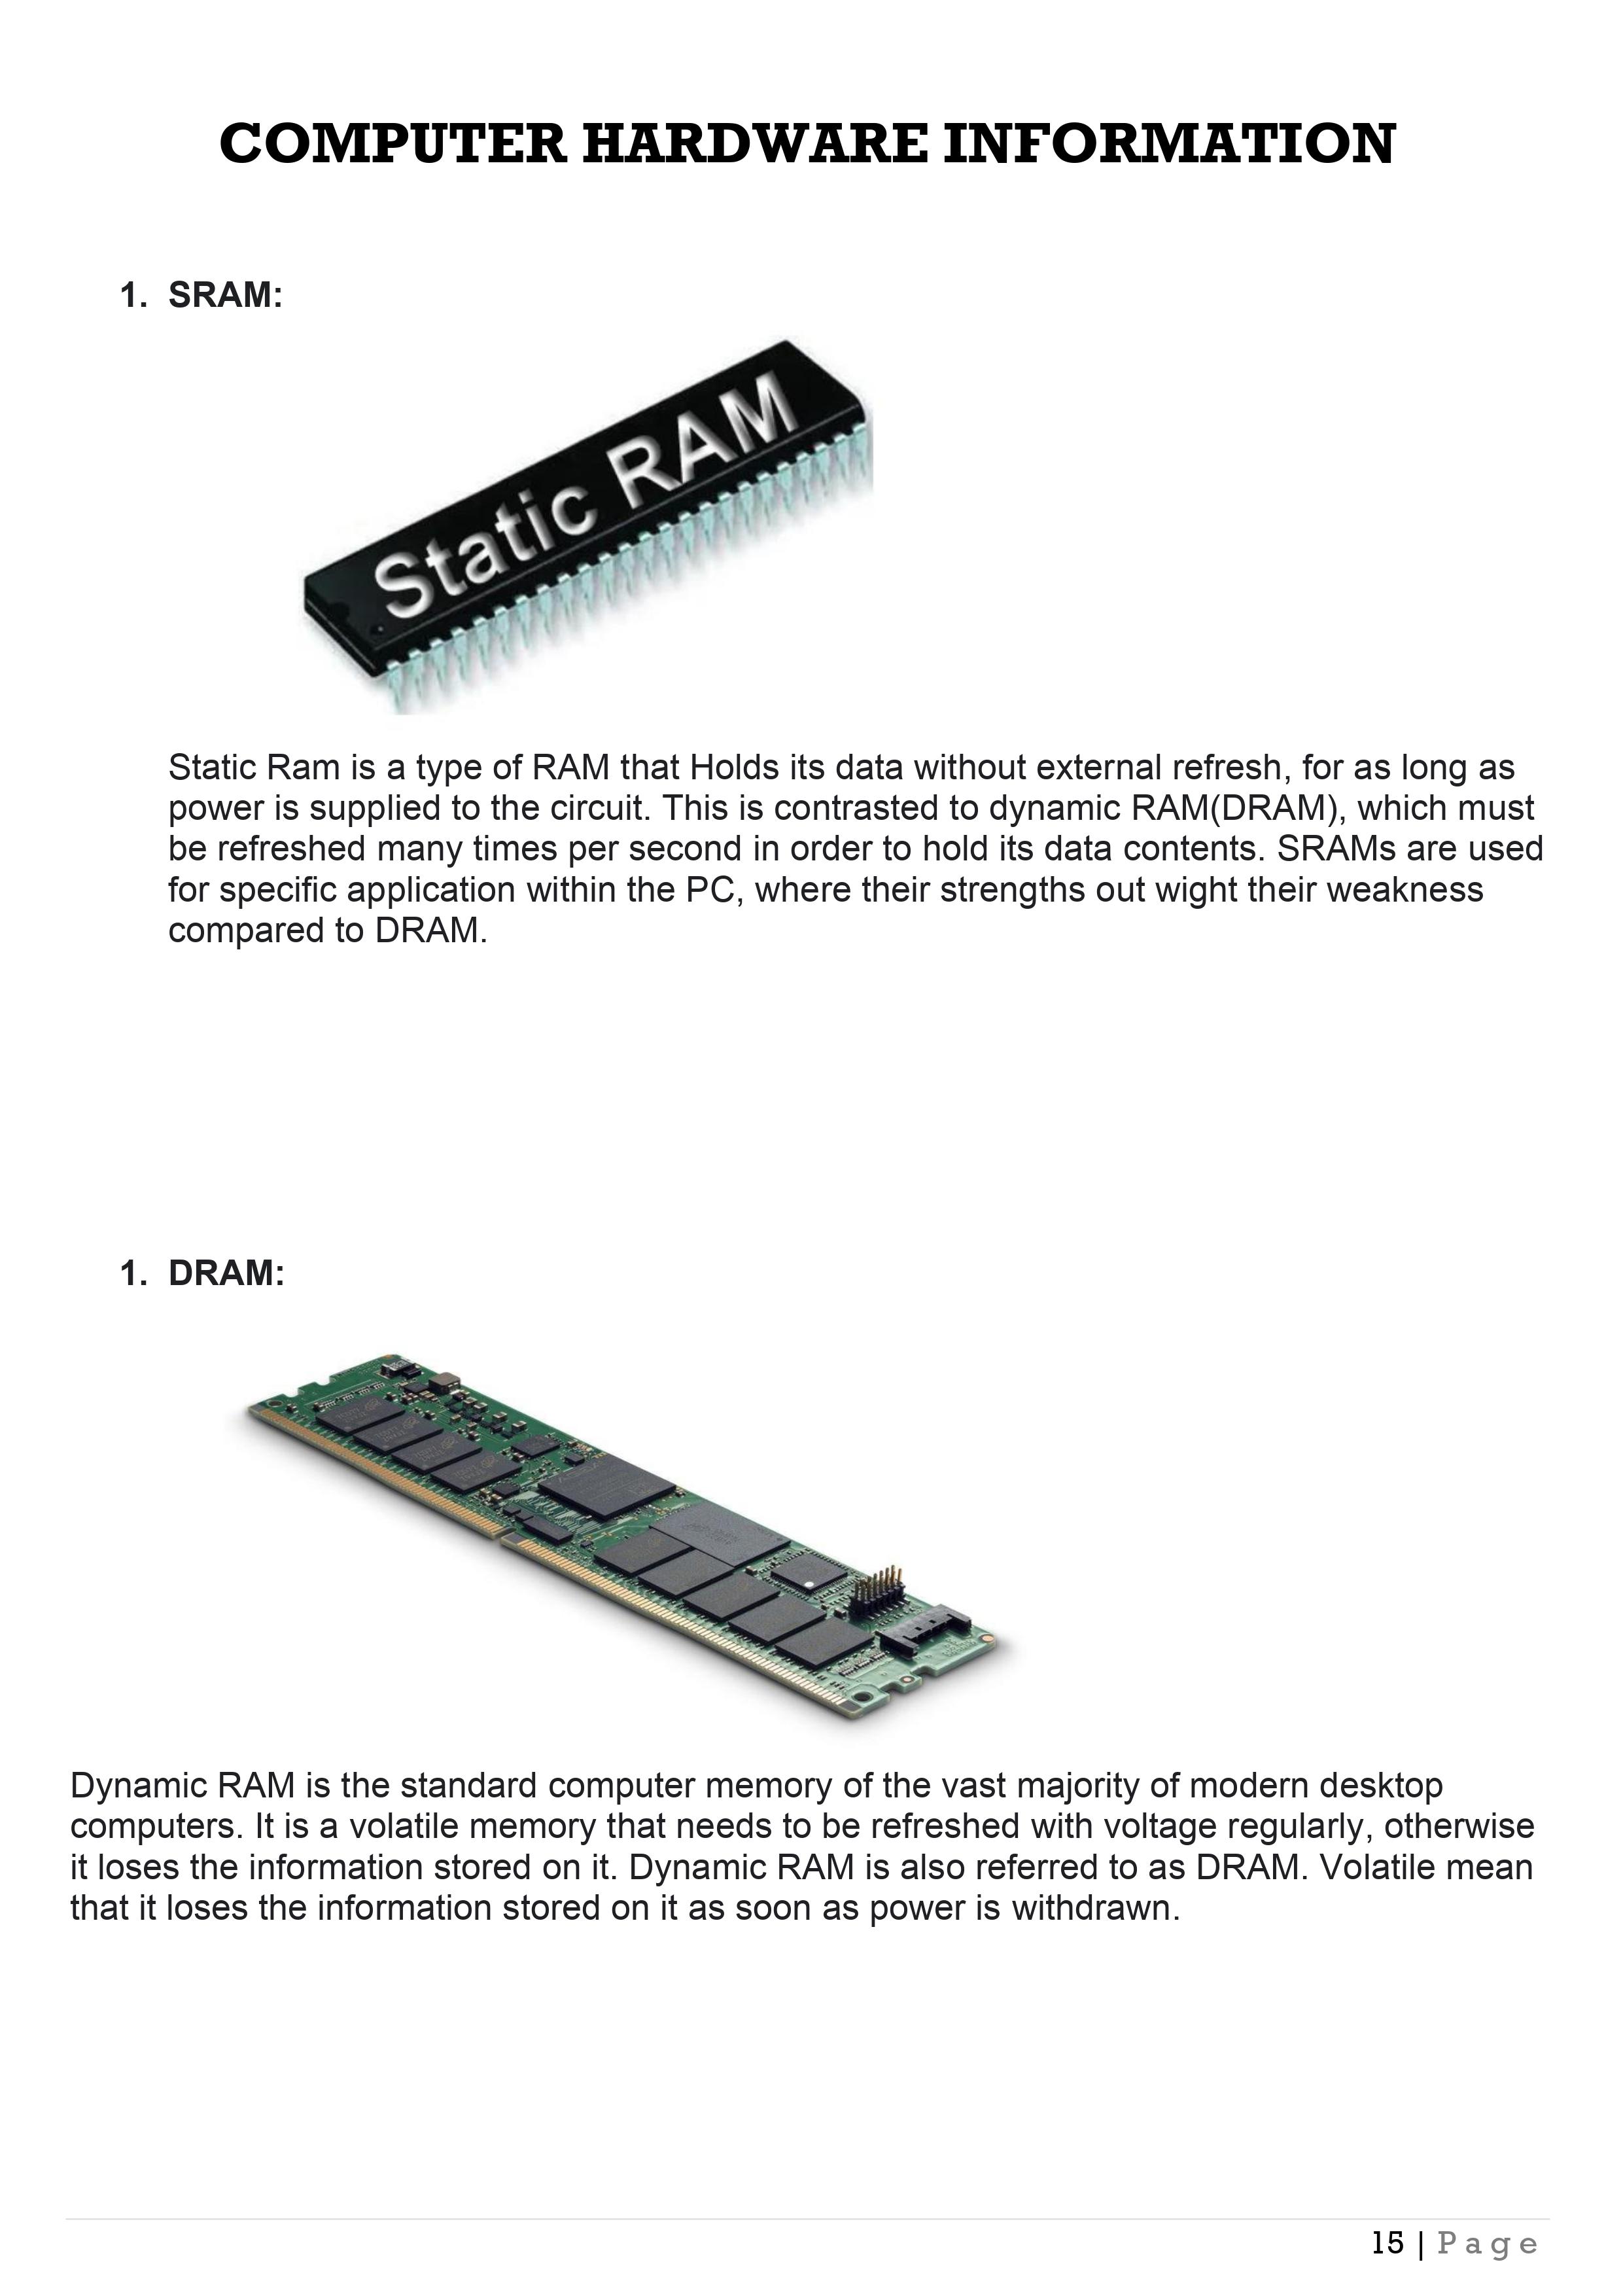 COMPUTER HARDWARE INFORMATION
1. SRAM:
Static RAM
Static Ram is a type of RAM that Holds its data without external refresh, for as long as
power is supplied to the circuit. This is contrasted to dynamic RAM(DRAM), which must
be refreshed many times per second in order to hold its data contents. SRAMs are used
for specific application within the PC, where their strengths out wight their weakness
compared to DRAM.
1. DRAM:
Dynamic RAM is the standard computer memory of the vast majority of modern desktop
computers. It is a volatile memory that needs to be refreshed with voltage regularly, otherwise
it loses the information stored on it. Dynamic RAM is also referred to as DRAM. Volatile mean
that it loses the information stored on it as soon as power is withdrawn.
15 | Page